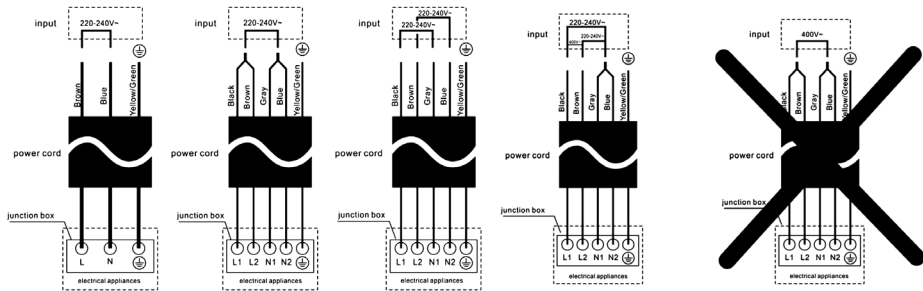 input
220-240V~
Brown
Blue
Yellow/Green
power cord
junction box
L N
electrical appliances
input
220-240V~
Black
Brown
Gray
Blue
Yellow/Green
power cord
junction box
L1 L2 N1 N2
electrical appliances
input
220-240V~
220-240V~
Black
Brown
Gray
Blue
Yellow/Green
power cord
junction box
L1 L2 N1 N2
electrical appliances
input
220-240V~
400V~
220-240V~
Black
Brown
Gray
Blue
Yellow/Green
power cord
junction box
L1 L2 N1 N2
electrical appliances
input
400V~
Black
Brown
Gray
Blue
Yellow/Green
power cord
junction box
L1 L2 N1 N2
electrical appliances